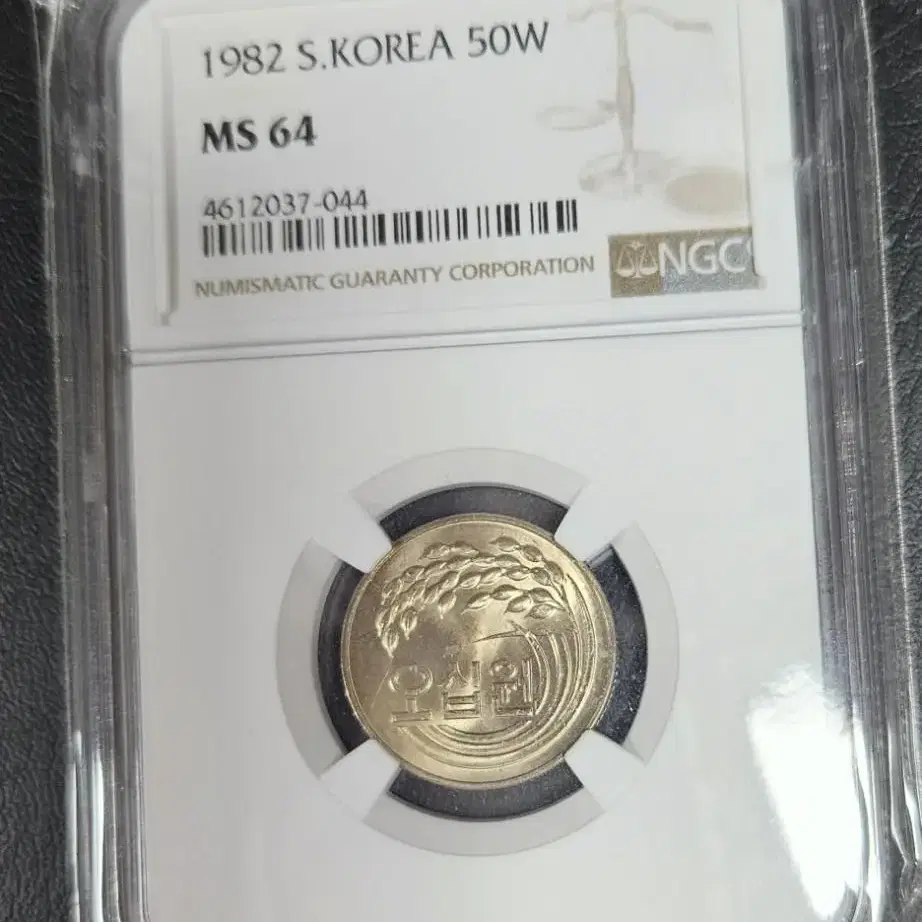 1982 S.KOREA 50W
MS 64
4612037-044
NUMISMATIC GUARANTY CORPORATION
NGC
오십원